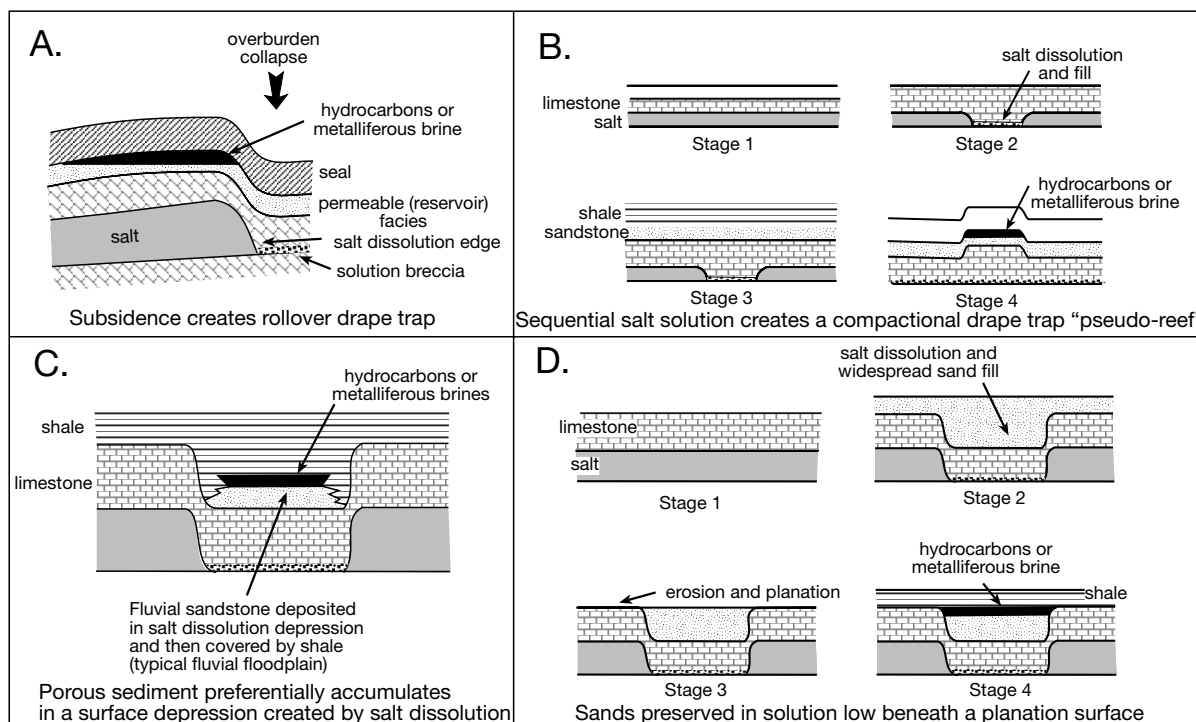 A.
overburden
collapse
hydrocarbons or
metalliferous brine
seal
permeable (reservoir)
facies
salt
salt dissolution edge
solution breccia
Subsidence creates rollover drape trap
B.
salt dissolution
and fill
limestone
salt
Stage 1
Stage 2
hydrocarbons or
metalliferous brine
shale
sandstone
Stage 3
Stage 4
Sequential salt solution creates a compactional drape trap “pseudo-reef”
C.
hydrocarbons or
metalliferous brines
shale
limestone
Fluvial sandstone deposited
in salt dissolution depression
and then covered by shale
(typical fluvial floodplain)
Porous sediment preferentially accumulates
in a surface depression created by salt dissolution
D.
salt dissolution and
widespread sand fill
limestone
salt
Stage 1
Stage 2
hydrocarbons or
metalliferous brine
erosion and planation
shale
Stage 3
Stage 4
Sands preserved in solution low beneath a planation surface